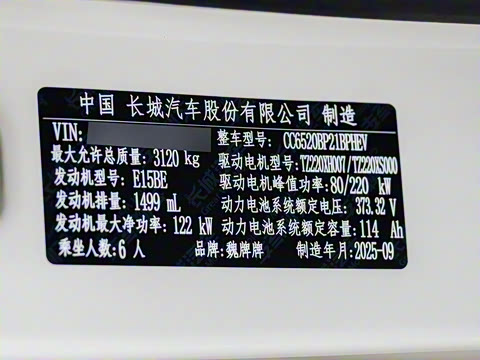 中国 长城汽车股份有限公司 制造
VIN: 整车型号: CC6520BP21BPHEV
最大允许总质量: 3120 kg 驱动电机型号:TZ220XH007/TZ220XS000
发动机型号: E15BE 驱动电机峰值功率:80/220 kW
发动机排量: 1499 mL 动力电池系统额定电压: 373.32 V
发动机最大净功率: 122 kW 动力电池系统额定容量: 114 Ah
乘坐人数: 6 人 品牌: 魏牌牌 制造年月:2025-09